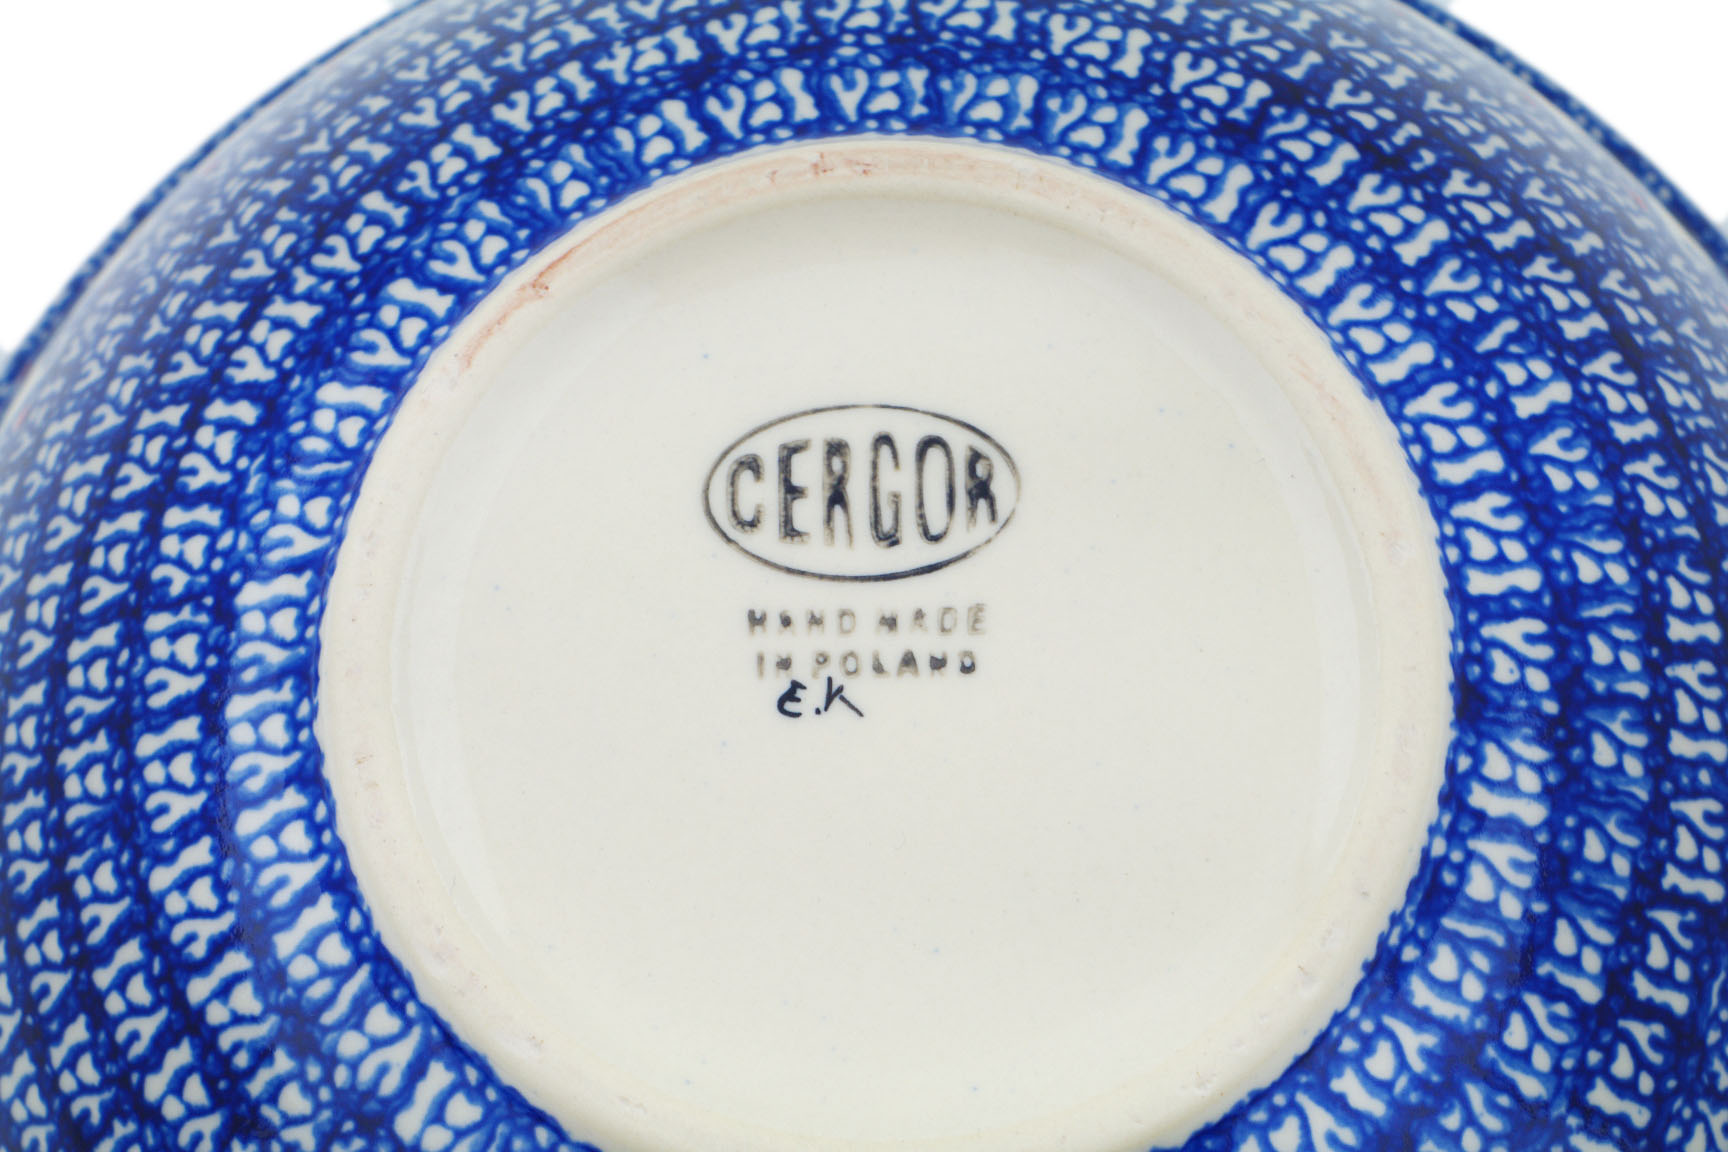 CERGOR
HAND MADE
IN POLAND
E.K